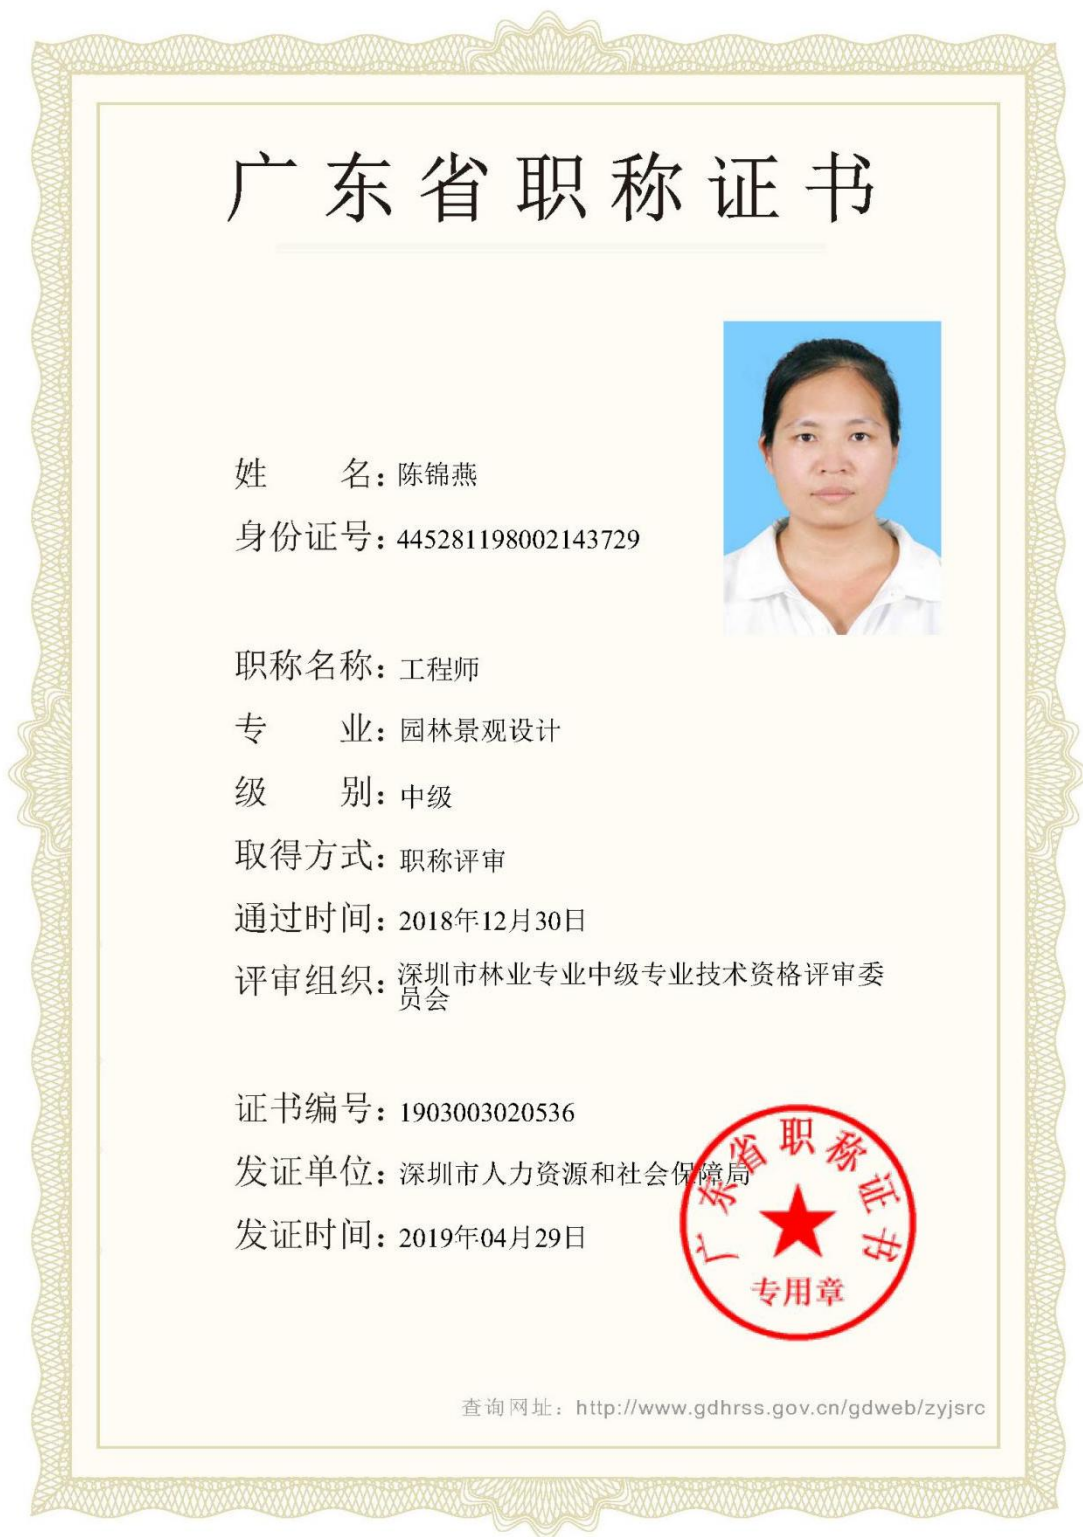 广东省职称证书
姓 名：陈锦燕
身份证号：445281198002143729
职称名称：工程师
专 业：园林景观设计
级 别：中级
取得方式：职称评审
通过时间：2018年12月30日
评审组织：深圳市林业专业中级专业技术资格评审委
员会
证书编号：1903003020536
发证单位：深圳市人力资源和社会保障局
发证时间：2019年04月29日
广东省职称证书
专用章
查询网址：http://www.gdhrss.gov.cn/gdweb/zyjsrc